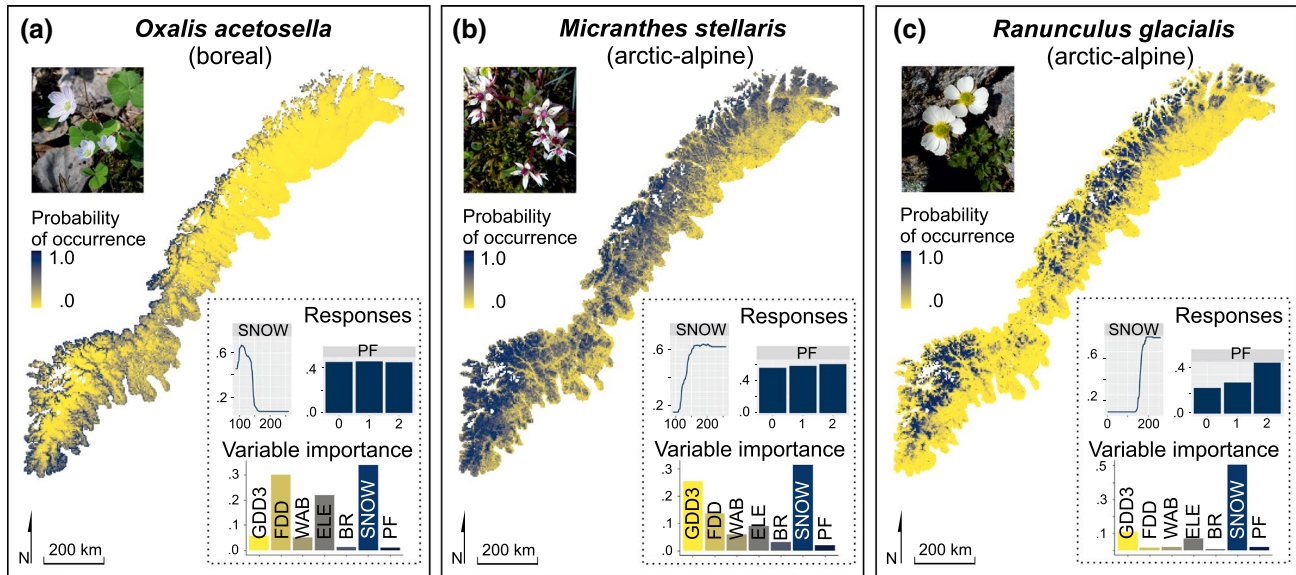 (a) Oxalis acetosella
(boreal)
Probability
of occurrence
1.0
.0
Responses
SNOW
.6
.2
100 200
PF
.4
.2
.0
0 1 2
Variable importance
.3
.2
.1
.0
GDD3 FDD WAB ELE BR SNOW PF
N 200 km
(b) Micranthes stellaris
(arctic-alpine)
Probability
of occurrence
1.0
.0
Responses
SNOW
.6
.2
100 200
PF
.6
.4
.0
0 1 2
Variable importance
.3
.2
.1
.0
GDD3 FDD WAB ELE BR SNOW PF
N 200 km
(c) Ranunculus glacialis
(arctic-alpine)
Probability
of occurrence
1.0
.0
Responses
SNOW
.6
.2
0 100 200
PF
.4
.2
.0
0 1 2
Variable importance
.5
.3
.1
GDD3 FDD WAB ELE BR SNOW PF
N 200 km